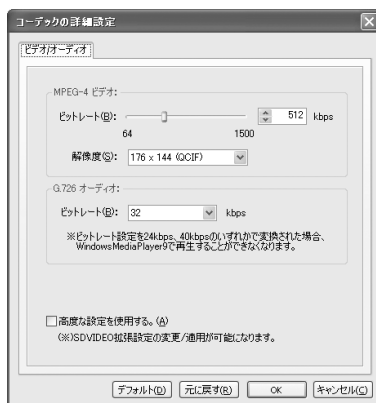 コーデックの詳細設定
ビデオ/オーディオ
MPEG-4 ビデオ:
ビットレート(B): 512 kbps
64 1500
解像度(S): 176 x 144 (QCIF)
G.726 オーディオ:
ビットレート(B): 32 kbps
※ビットレート設定を24kbps、40kbpsのいずれかで変換された場合、
WindowsMediaPlayer9で再生することができなくなります。
高度な設定を使用する。(A)
(※)SDVIDEO拡張設定の変更/適用が可能になります。
デフォルト(D) 元に戻す(R) OK キャンセル(C)